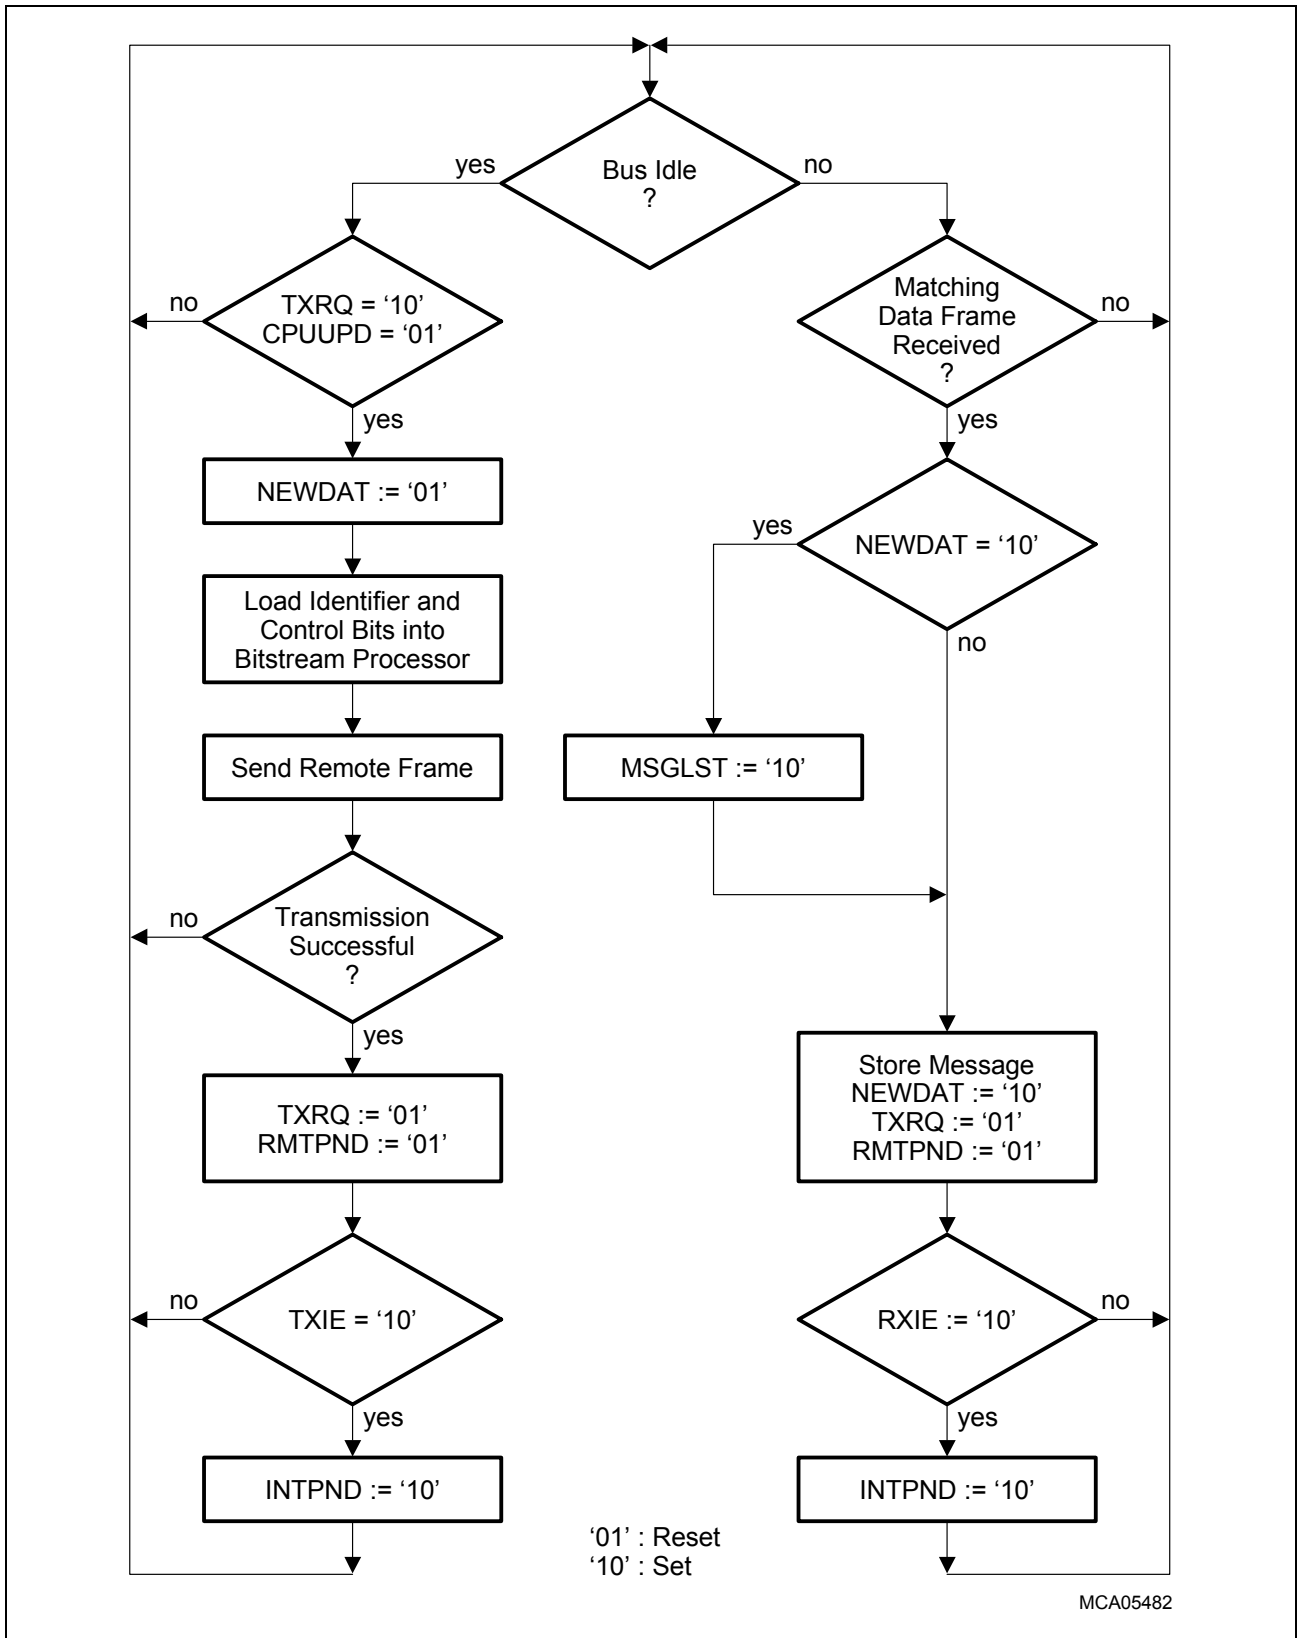 Bus Idle
?
yes
no
TXRQ = ‘10’
CPUUPD = ‘01’
no
yes
NEWDAT := ‘01’
Load Identifier and
Control Bits into
Bitstream Processor
Send Remote Frame
Transmission
Successful
?
no
yes
TXRQ := ‘01’
RMTPND := ‘01’
TXIE = ‘10’
no
yes
INTPND := ‘10’
Matching
Data Frame
Received
?
no
yes
NEWDAT = ‘10’
yes
no
MSGLST := ‘10’
Store Message
NEWDAT := ‘10’
TXRQ := ‘01’
RMTPND := ‘01’
RXIE := ‘10’
no
yes
INTPND := ‘10’
‘01’ : Reset
‘10’ : Set
MCA05482